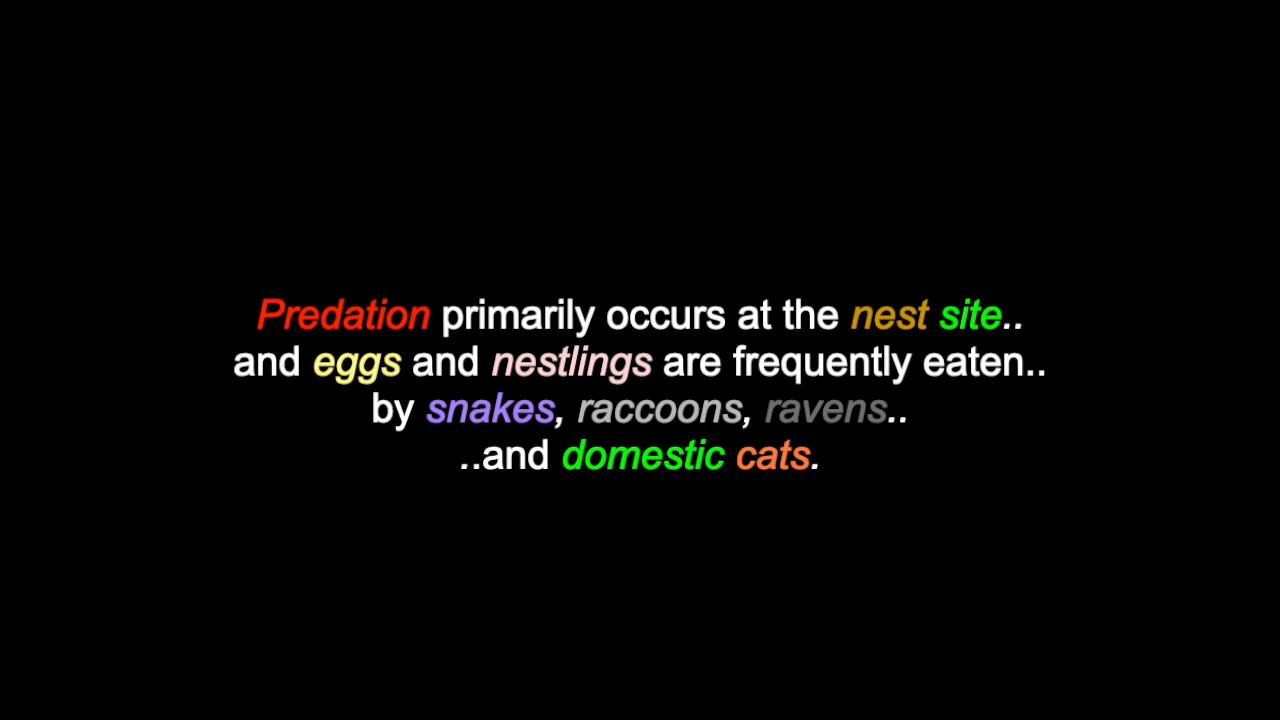 Predation primarily occurs at the nest site..
and eggs and nestlings are frequently eaten..
by snakes, raccoons, ravens..
..and domestic cats.